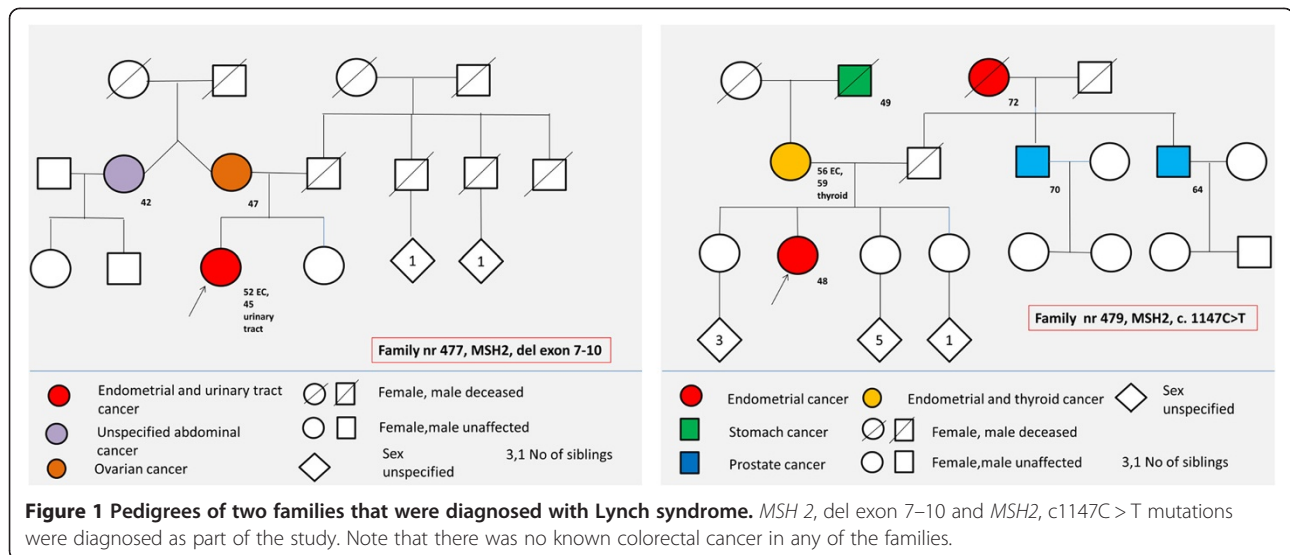 42
47
52 EC,
45
urinary
tract
1
1
Family nr 477, MSH2, del exon 7-10
Endometrial and urinary tract
cancer
Unspecified abdominal
cancer
Ovarian cancer
Female, male deceased
Female,male unaffected
Sex
unspecified
3,1 No of siblings
49
72
56 EC,
59
thyroid
70
64
48
3
5
1
Family nr 479, MSH2, c. 1147C>T
Endometrial cancer
Stomach cancer
Prostate cancer
Endometrial and thyroid cancer
Female, male deceased
Female,male unaffected
Sex
unspecified
3,1 No of siblings
Figure 1 Pedigrees of two families that were diagnosed with Lynch syndrome. MSH 2, del exon 7–10 and MSH2, c1147C > T mutations
were diagnosed as part of the study. Note that there was no known colorectal cancer in any of the families.